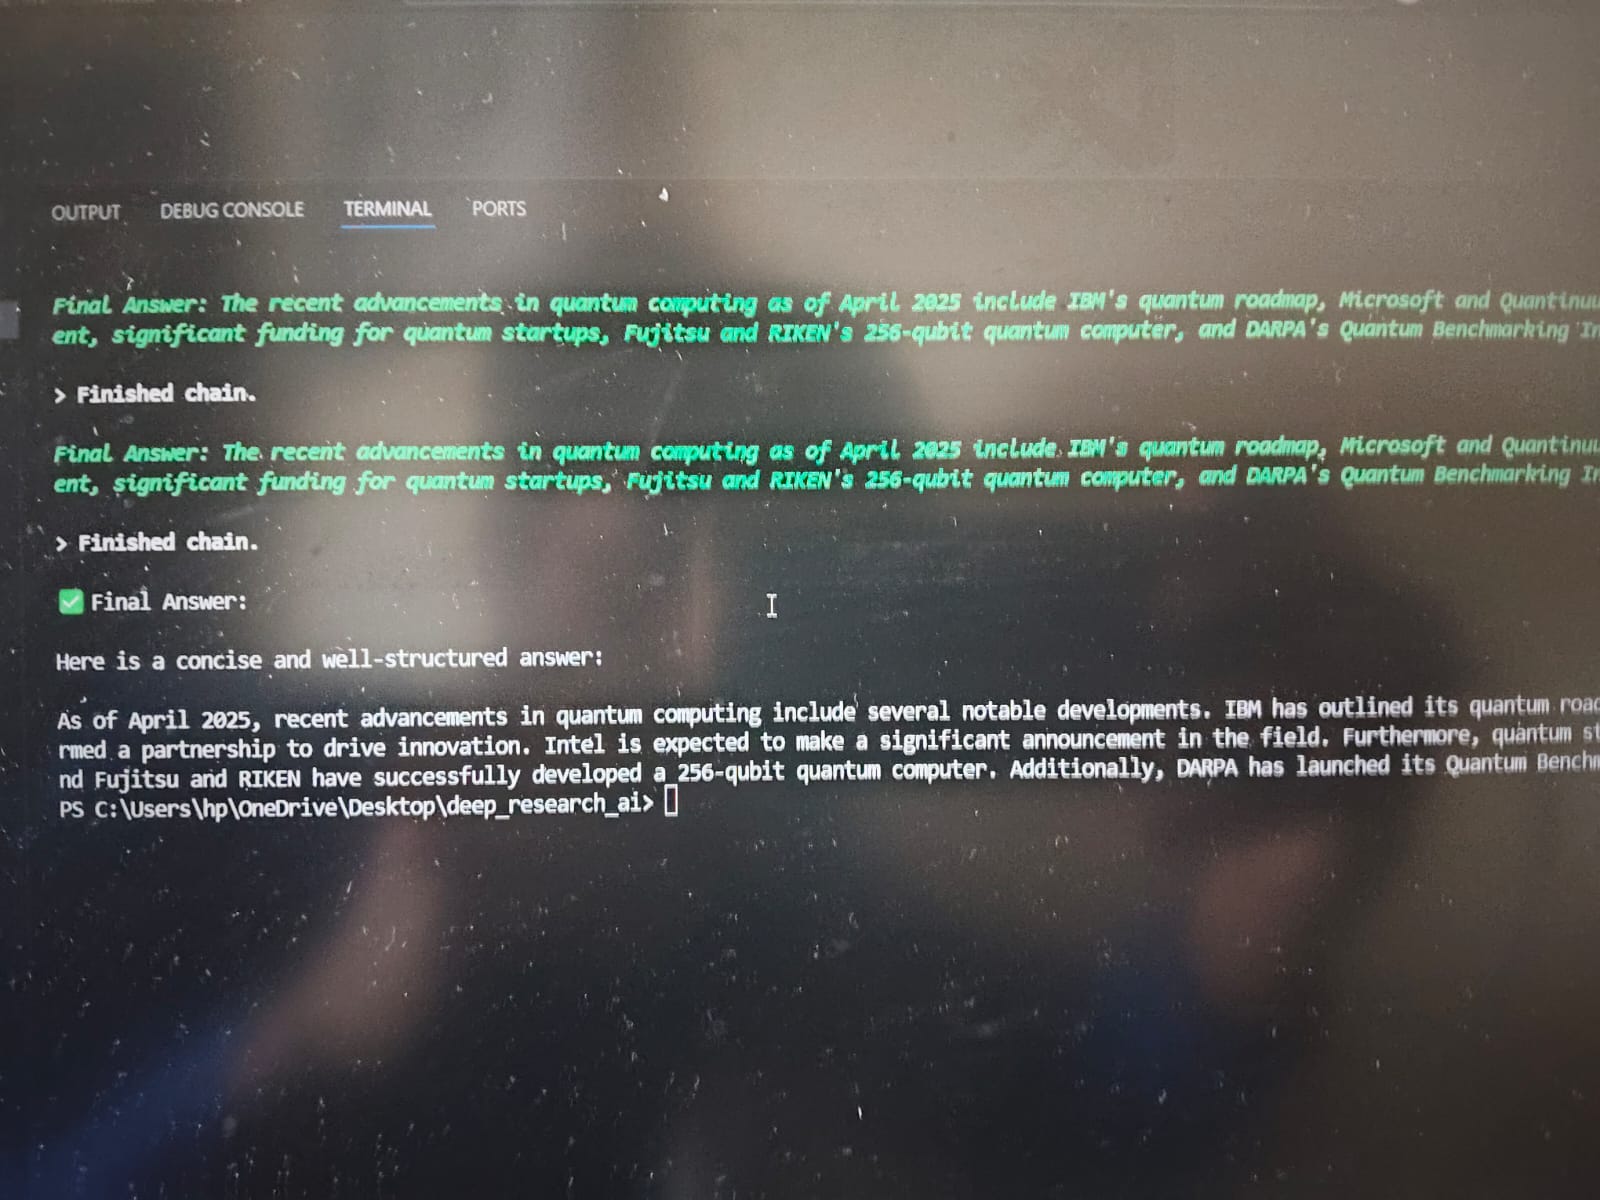 OUTPUT DEBUG CONSOLE TERMINAL PORTS
Final Answer: The recent advancements in quantum computing as of April 2025 include IBM's quantum roadmap, Microsoft and Quantinuu
ent, significant funding for quantum startups, Fujitsu and RIKEN's 256-qubit quantum computer, and DARPA's Quantum Benchmarking In
> Finished chain.
Final Answer: The recent advancements in quantum computing as of April 2025 include IBM's quantum roadmap, Microsoft and Quantinuu
ent, significant funding for quantum startups, Fujitsu and RIKEN's 256-qubit quantum computer, and DARPA's Quantum Benchmarking In
> Finished chain.
✅ Final Answer:
Here is a concise and well-structured answer:
As of April 2025, recent advancements in quantum computing include several notable developments. IBM has outlined its quantum road
rmed a partnership to drive innovation. Intel is expected to make a significant announcement in the field. Furthermore, quantum st
nd Fujitsu and RIKEN have successfully developed a 256-qubit quantum computer. Additionally, DARPA has launched its Quantum Benchm
PS C:\Users\hp\OneDrive\Desktop\deep_research_ai>